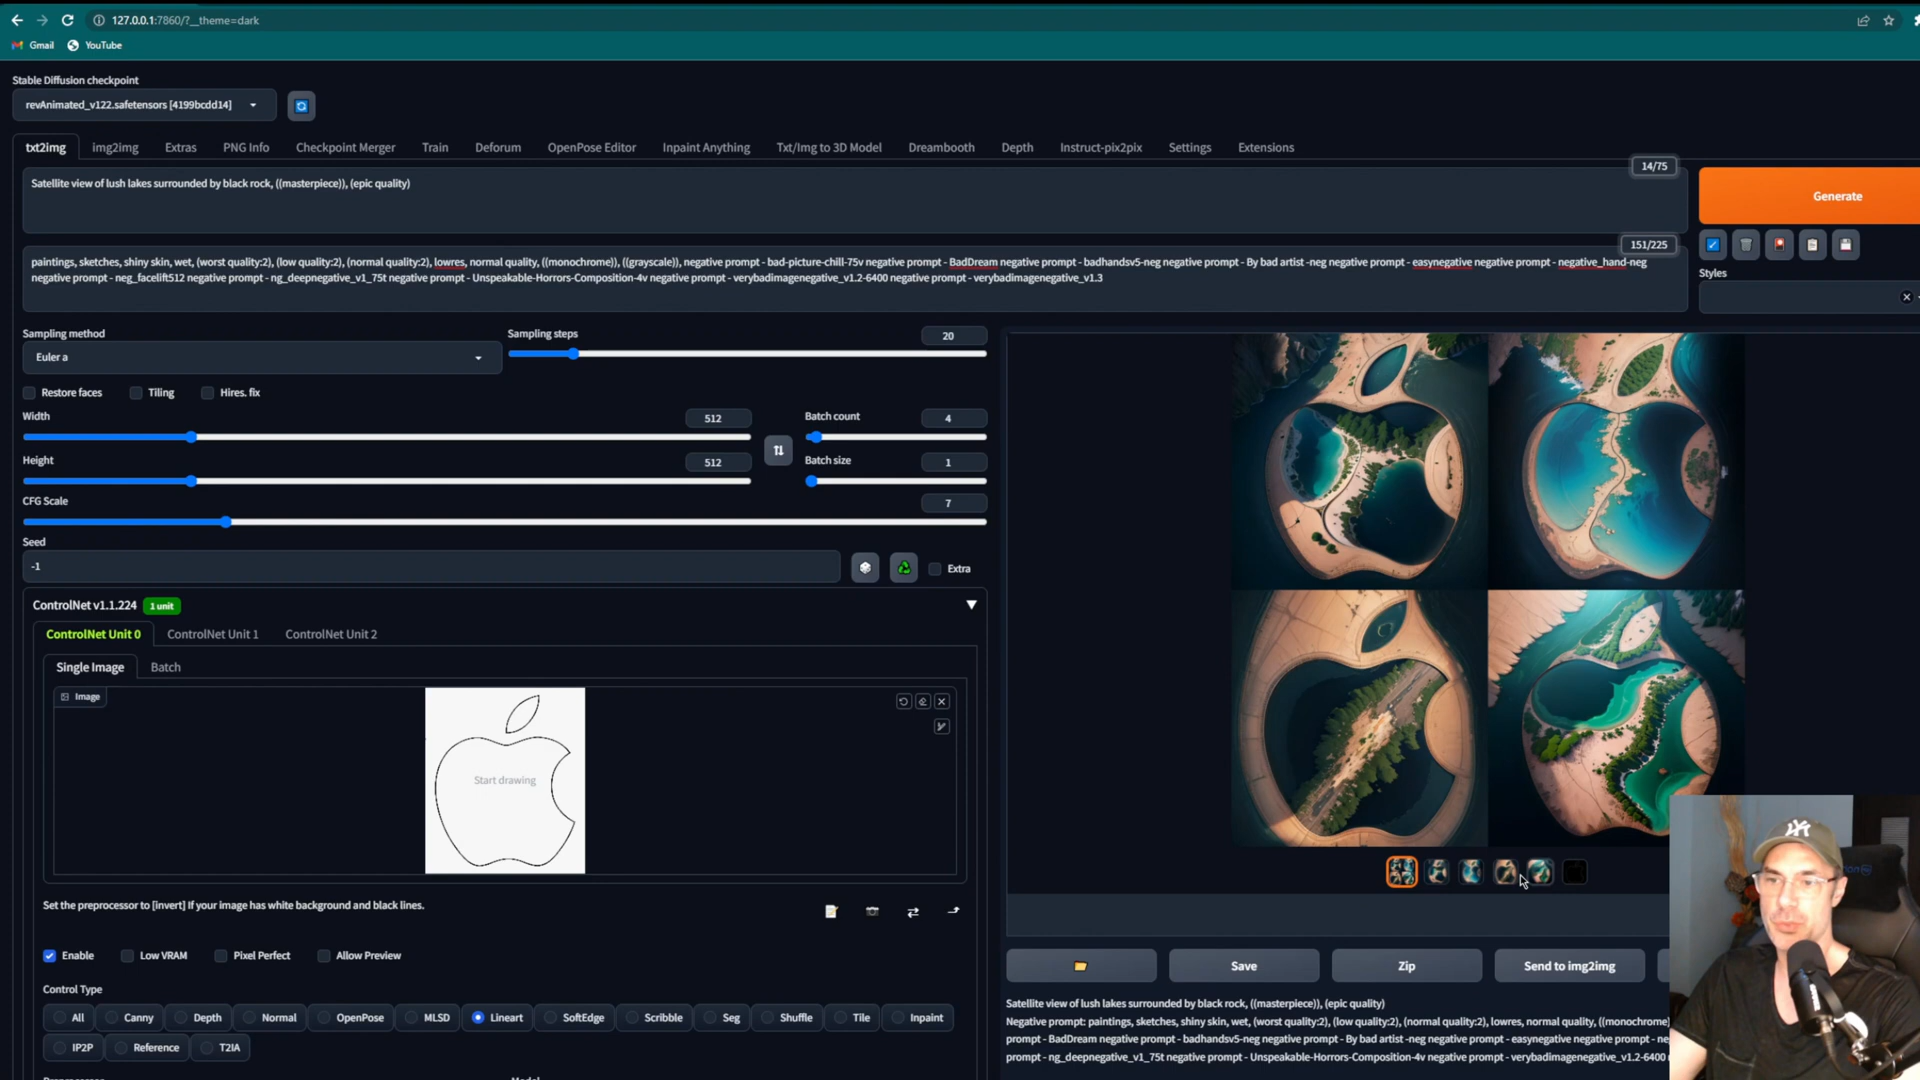 127.0.0.1:7860/?__theme=dark
Gmail YouTube
Stable Diffusion checkpoint
revAnimated_v122.safetensors [4199bcdd14]
txt2img img2img Extras PNG Info Checkpoint Merger Train Deforum OpenPose Editor Inpaint Anything Txt/Img to 3D Model Dreambooth Depth Instruct-pix2pix Settings Extensions
14/75
Satellite view of lush lakes surrounded by black rock, ((masterpiece)), (epic quality)
Generate
151/225
paintings, sketches, shiny skin, wet, (worst quality:2), (low quality:2), (normal quality:2), lowres, normal quality, ((monochrome)), ((grayscale)), negative prompt - bad-picture-chill-75v negative prompt - BadDream negative prompt - badhandsv5-neg negative prompt - By bad artist -neg negative prompt - easynegative negative prompt - negative_hand-neg
negative prompt - neg_facelift512 negative prompt - ng_deepnegative_v1_75t negative prompt - Unspeakable-Horrors-Composition-4v negative prompt - verybadimagenegative_v1.2-6400 negative prompt - verybadimagenegative_v1.3
Styles
Sampling method
Euler a
Sampling steps
20
Restore faces Tiling Hires. fix
Width
512
Batch count
4
Height
512
Batch size
1
CFG Scale
7
Seed
-1
Extra
ControlNet v1.1.224 1 unit
ControlNet Unit 0 ControlNet Unit 1 ControlNet Unit 2
Single Image Batch
Image
Start drawing
Set the preprocessor to [invert] If your image has white background and black lines.
Enable Low VRAM Pixel Perfect Allow Preview
Control Type
All Canny Depth Normal OpenPose MLSD Lineart SoftEdge Scribble Seg Shuffle Tile Inpaint
IP2P Reference T2IA
Save Zip Send to img2img
Satellite view of lush lakes surrounded by black rock, ((masterpiece)), (epic quality)
Negative prompt: paintings, sketches, shiny skin, wet, (worst quality:2), (low quality:2), (normal quality:2), lowres, normal quality, ((monochrome
prompt - BadDream negative prompt - badhandsv5-neg negative prompt - By bad artist -neg negative prompt - easynegative negative prompt - ne
prompt - ng_deepnegative_v1_75t negative prompt - Unspeakable-Horrors-Composition-4v negative prompt - verybadimagenegative_v1.2-6400